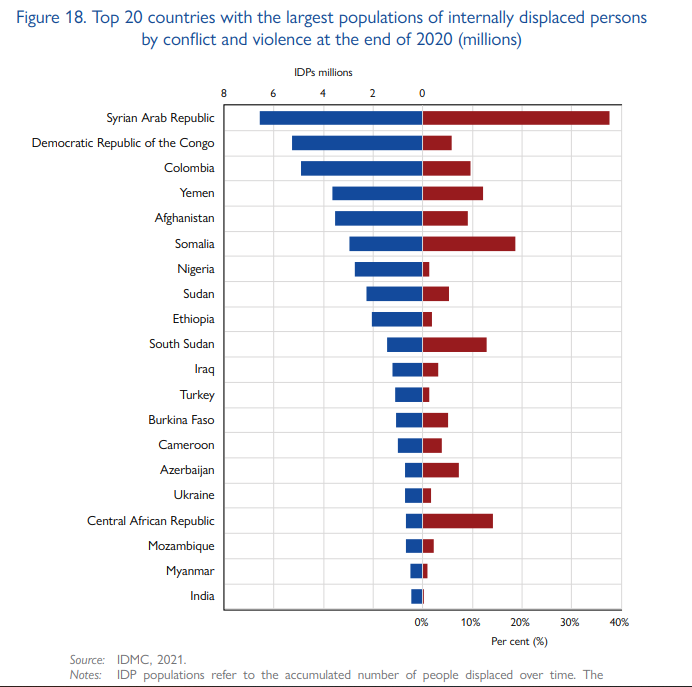 Figure 18. Top 20 countries with the largest populations of internally displaced persons
by conflict and violence at the end of 2020 (millions)
IDPs millions
8 6 4 2 0
Syrian Arab Republic
Democratic Republic of the Congo
Colombia
Yemen
Afghanistan
Somalia
Nigeria
Sudan
Ethiopia
South Sudan
Iraq
Turkey
Burkina Faso
Cameroon
Azerbaijan
Ukraine
Central African Republic
Mozambique
Myanmar
India
0% 10% 20% 30% 40%
Per cent (%)
Source: IDMC, 2021.
Notes: IDP populations refer to the accumulated number of people displaced over time. The